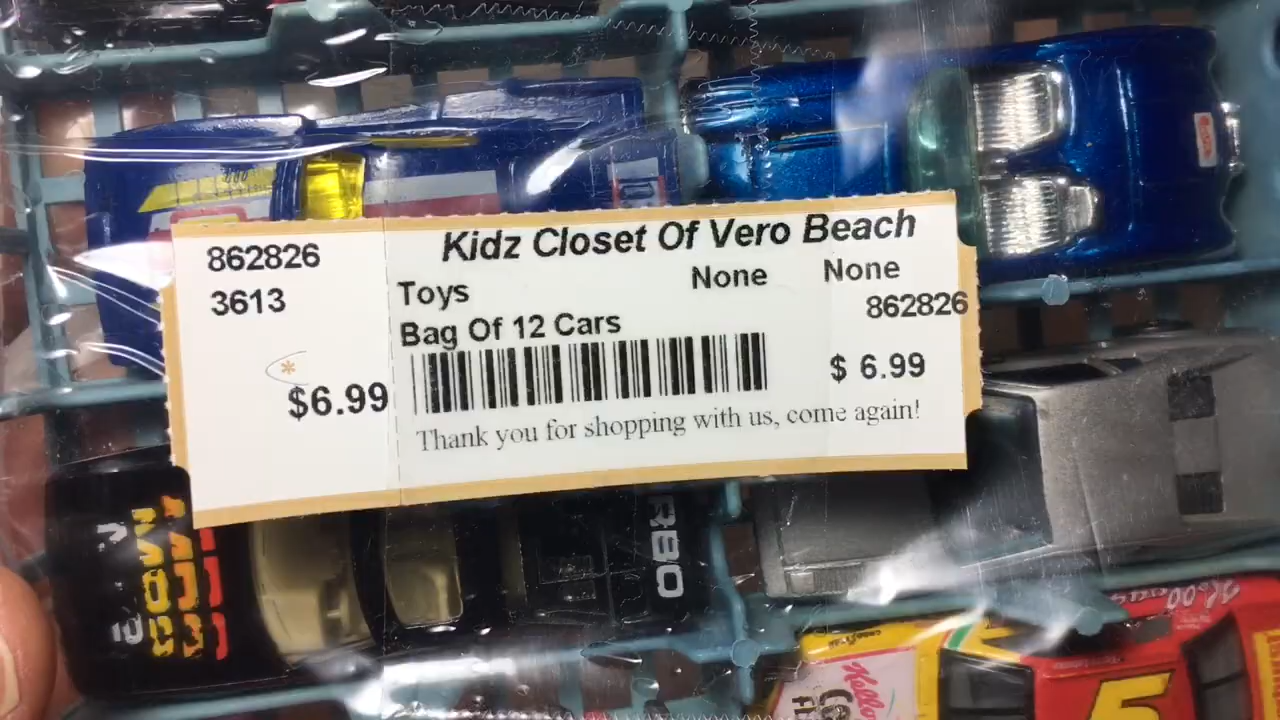 862826
3613
$6.99
Kidz Closet Of Vero Beach
Toys None None
862826
Bag Of 12 Cars
$ 6.99
Thank you for shopping with us, come again!
RBO
5